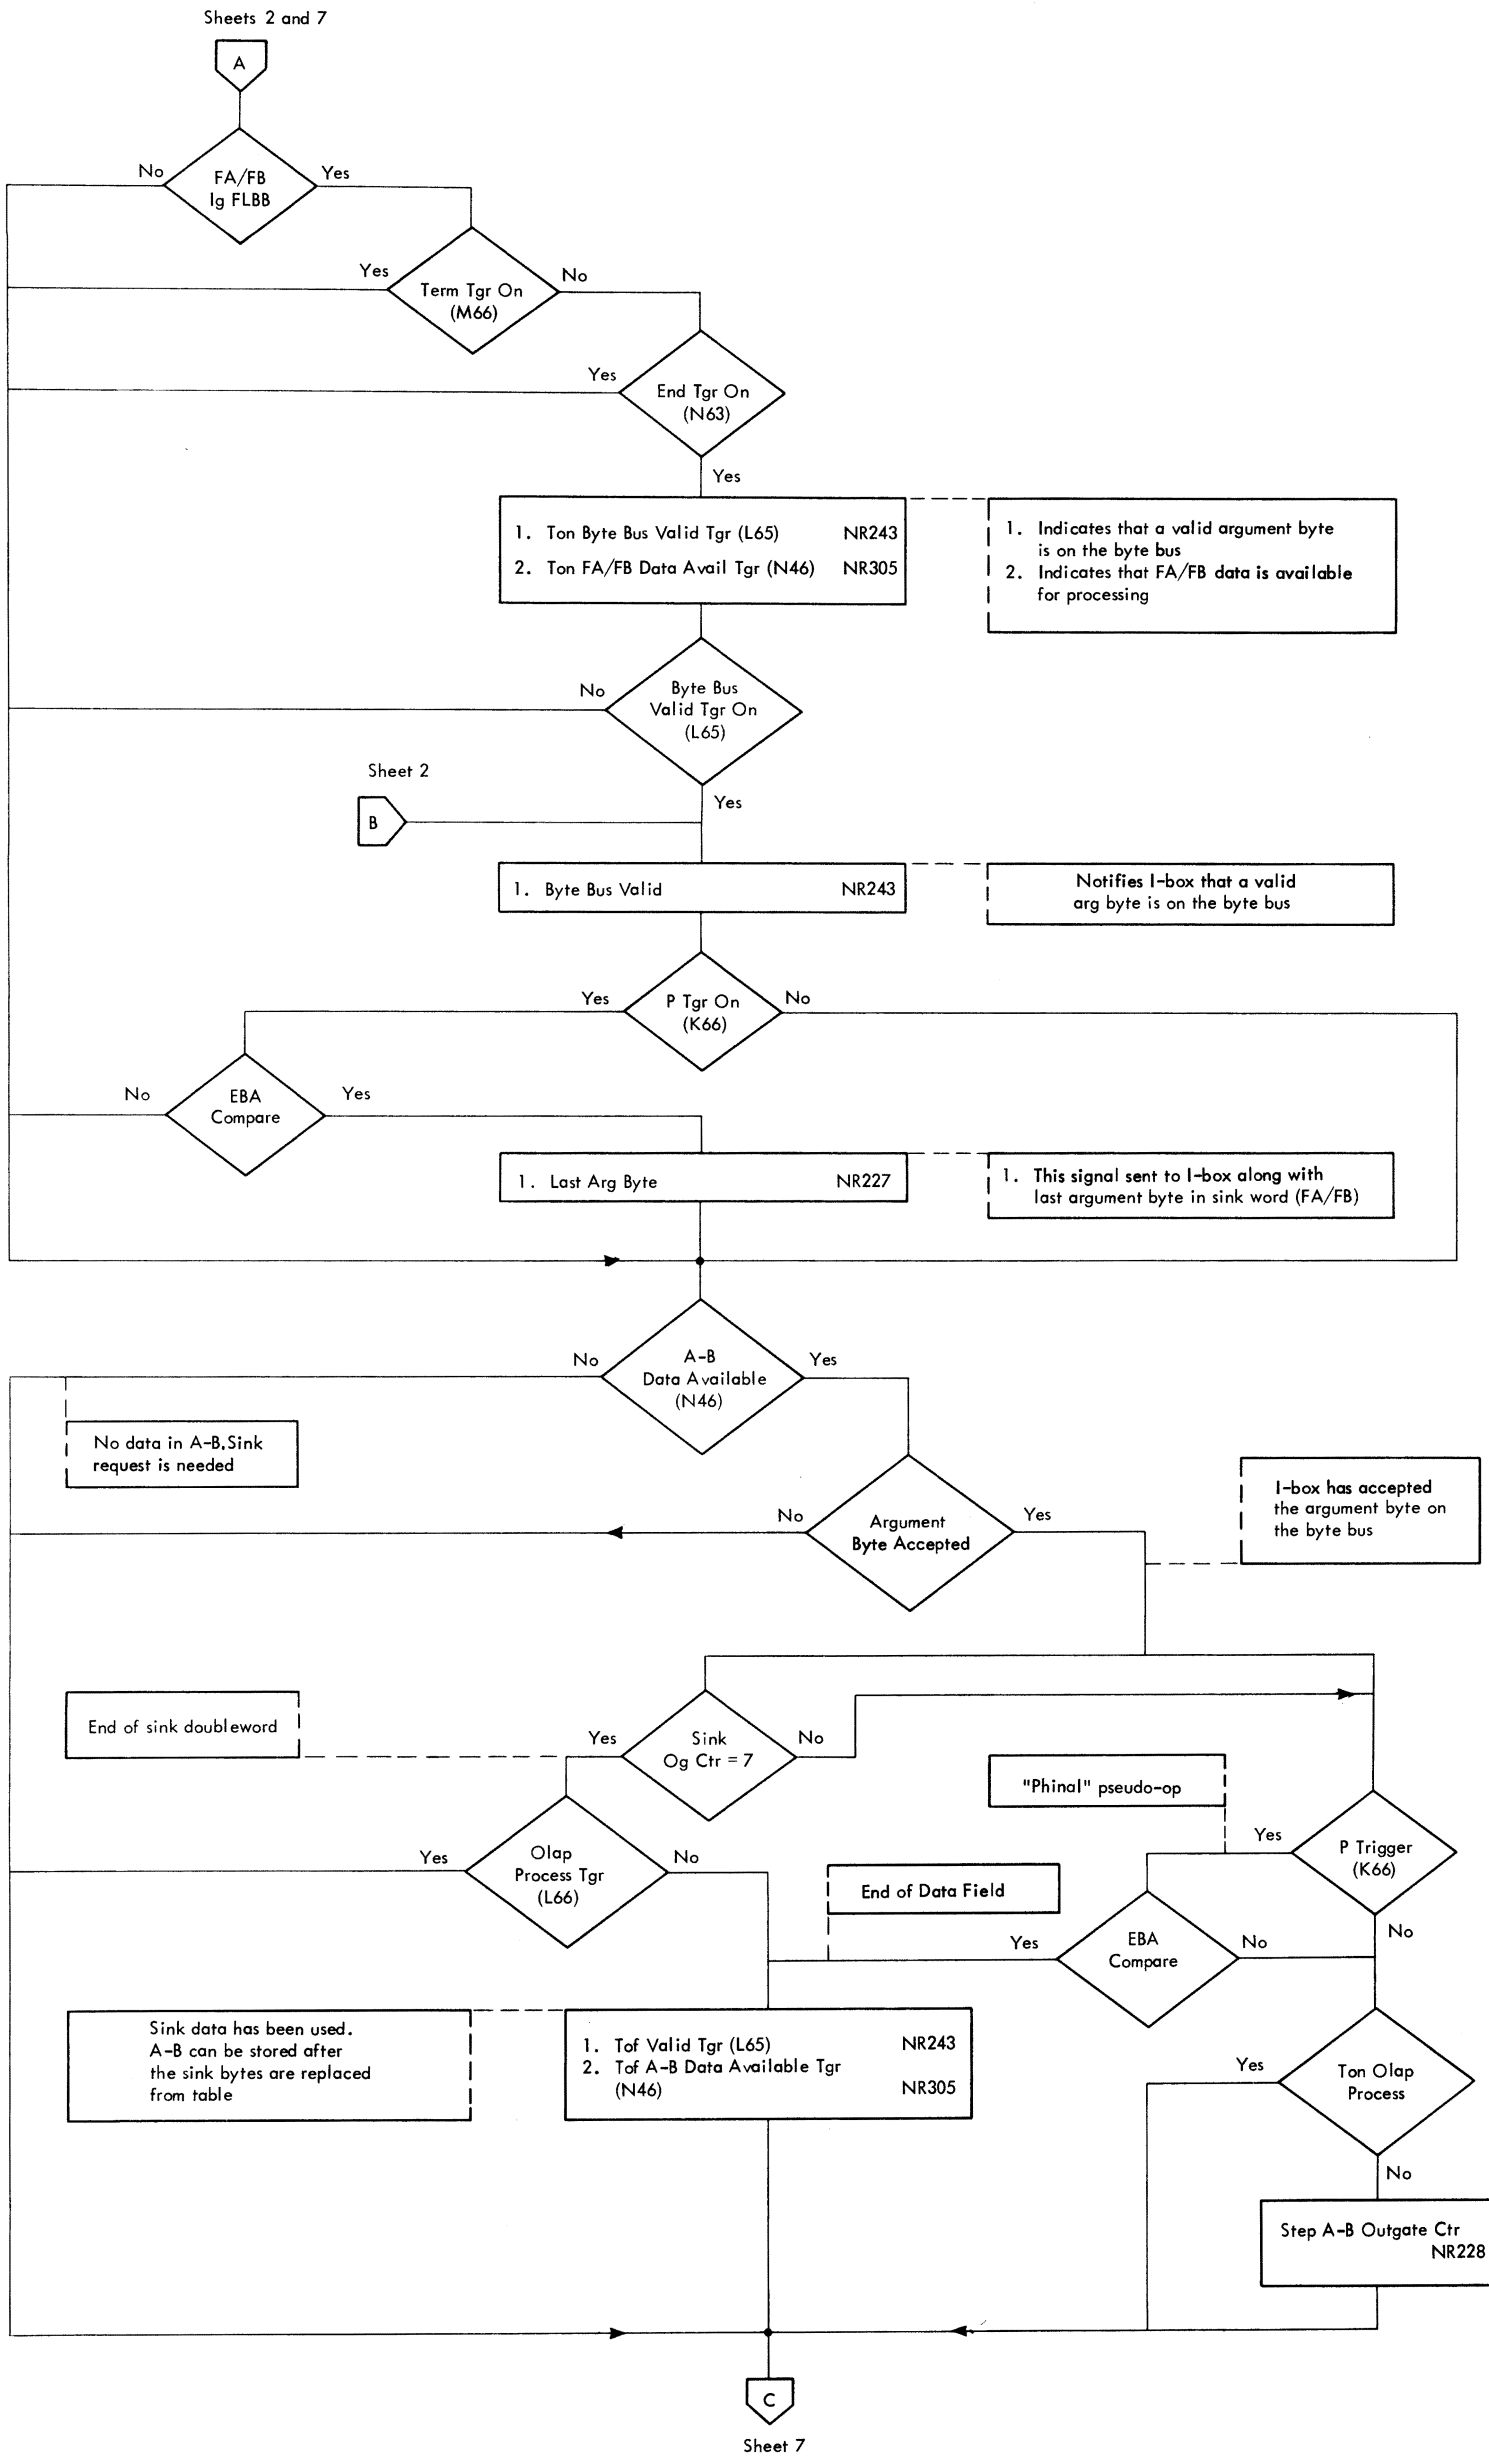 Sheets 2 and 7
A
No
FA/FB
Ig FLBB
Yes
Yes
Term Tgr On
(M66)
No
Yes
End Tgr On
(N63)
Yes
1. Ton Byte Bus Valid Tgr (L65) NR243
2. Ton FA/FB Data Avail Tgr (N46) NR305
1. Indicates that a valid argument byte
is on the byte bus
2. Indicates that FA/FB data is available
for processing
No
Byte Bus
Valid Tgr On
(L65)
Yes
Sheet 2
B
1. Byte Bus Valid NR243
Notifies I-box that a valid
arg byte is on the byte bus
Yes
P Tgr On
(K66)
No
No
EBA
Compare
Yes
1. Last Arg Byte NR227
1. This signal sent to I-box along with
last argument byte in sink word (FA/FB)
No
A-B
Data Available
(N46)
Yes
No data in A-B. Sink
request is needed
No
Argument
Byte Accepted
Yes
I-box has accepted
the argument byte on
the byte bus
End of sink doubleword
Yes
Sink
Og Ctr = 7
No
"Phinal" pseudo-op
Yes
P Trigger
(K66)
No
Yes
Olap
Process Tgr
(L66)
No
End of Data Field
Yes
EBA
Compare
No
Sink data has been used.
A-B can be stored after
the sink bytes are replaced
from table
1. Tof Valid Tgr (L65) NR243
2. Tof A-B Data Available Tgr
(N46) NR305
Yes
Ton Olap
Process
No
Step A-B Outgate Ctr
NR228
C
Sheet 7